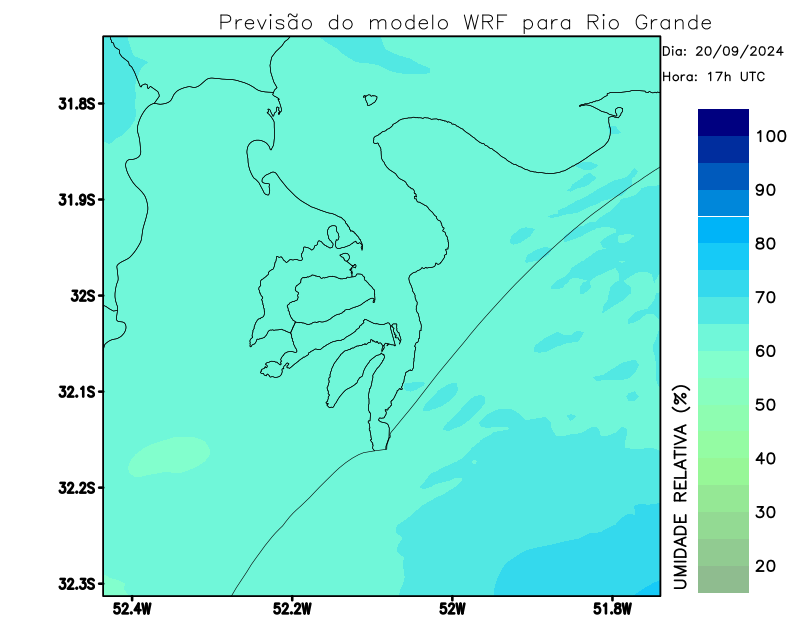 Previsão do modelo WRF para Rio Grande
Dia: 20/09/2024
Hora: 17h UTC
31.8S
31.9S
32S
32.1S
32.2S
32.3S
52.4W
52.2W
52W
51.8W
UMIDADE RELATIVA (%)
100
90
80
70
60
50
40
30
20